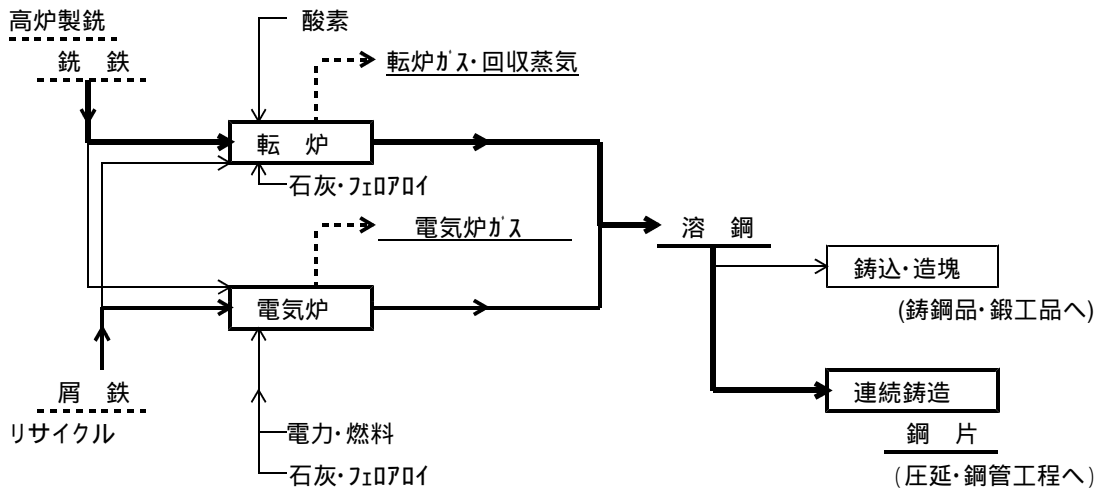 高炉製銑
酸素
銑 鉄
転炉ｶﾞｽ･回収蒸気
転 炉
石灰･ﾌｪﾛｱﾛｲ
電気炉ｶﾞｽ
溶 鋼
鋳込･造塊
電気炉
(鋳鋼品･鍛工品へ)
屑 鉄
連続鋳造
ﾘｻｲｸﾙ
電力･燃料
鋼 片
石灰･ﾌｪﾛｱﾛｲ
(圧延･鋼管工程へ)